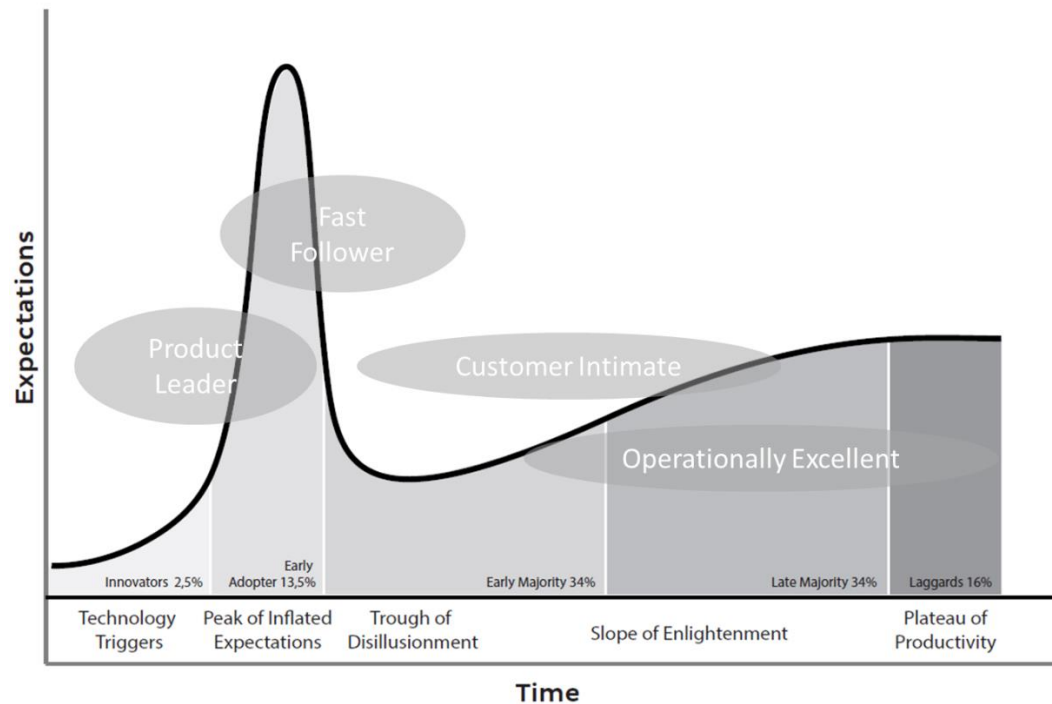 Expectations
Fast
Follower
Product
Leader
Customer Intimate
Operationally Excellent
Innovators 2,5%
Early
Adopter 13,5%
Early Majority 34%
Late Majority 34%
Laggards 16%
Technology
Triggers
Peak of Inflated
Expectations
Trough of
Disillusionment
Slope of Enlightenment
Plateau of
Productivity
Time